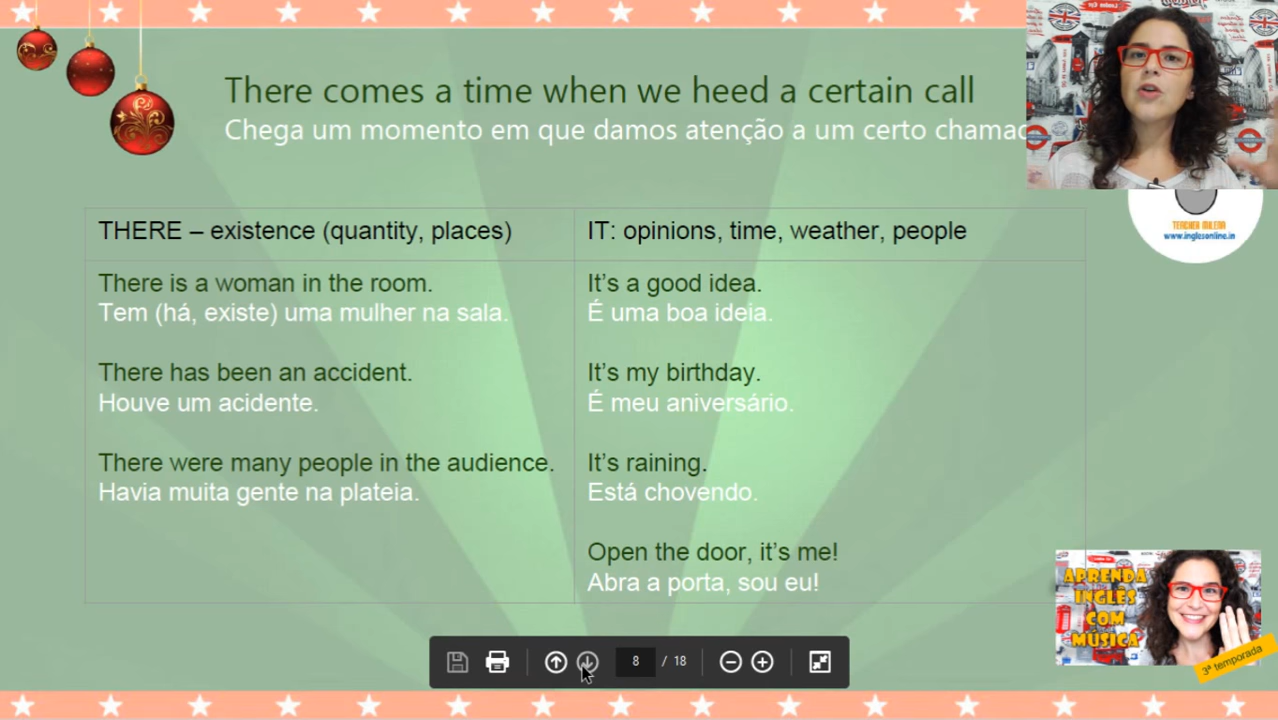 There comes a time when we heed a certain call
Chega um momento em que damos atenção a um certo chamad
THERE – existence (quantity, places)
IT: opinions, time, weather, people
There is a woman in the room.
Tem (há, existe) uma mulher na sala.
There has been an accident.
Houve um acidente.
There were many people in the audience.
Havia muita gente na plateia.
It’s a good idea.
É uma boa ideia.
It’s my birthday.
É meu aniversário.
It’s raining.
Está chovendo.
Open the door, it’s me!
Abra a porta, sou eu!
TEACHER MILENA
www.inglesonline.in
APRENDA
INGLÊS
COM
MÚSICA
3ª temporada
8 / 18